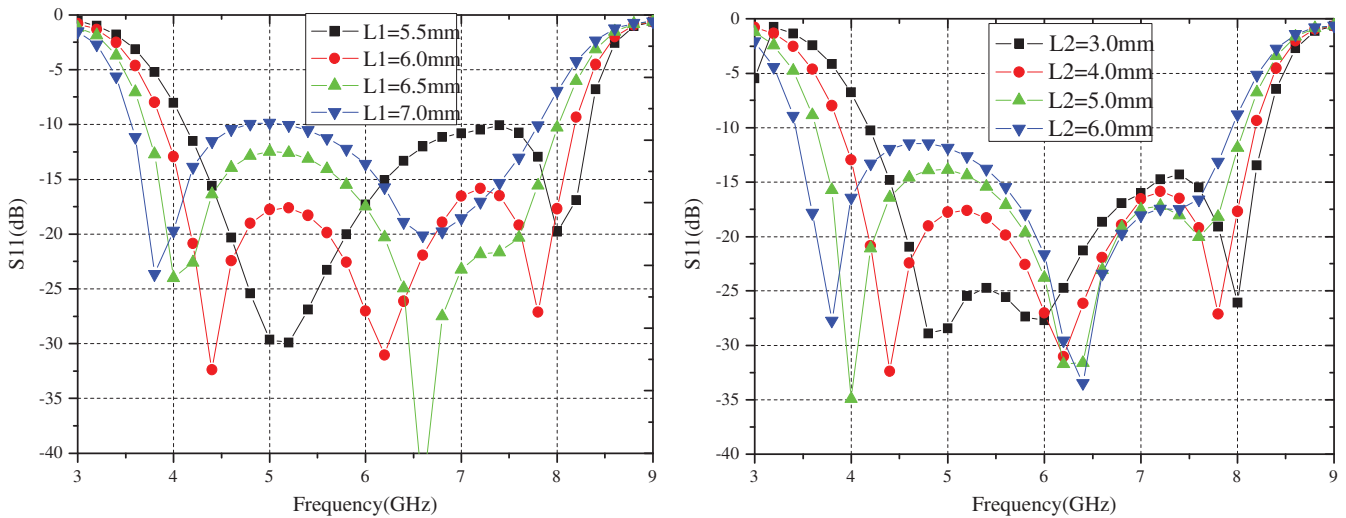 0
-5
-10
-15
-20
-25
-30
-35
-40
S11(dB)
3
4
5
6
7
8
9
Frequency(GHz)
L1=5.5mm
L1=6.0mm
L1=6.5mm
L1=7.0mm
0
-5
-10
-15
-20
-25
-30
-35
-40
S11(dB)
3
4
5
6
7
8
9
Frequency(GHz)
L2=3.0mm
L2=4.0mm
L2=5.0mm
L2=6.0mm